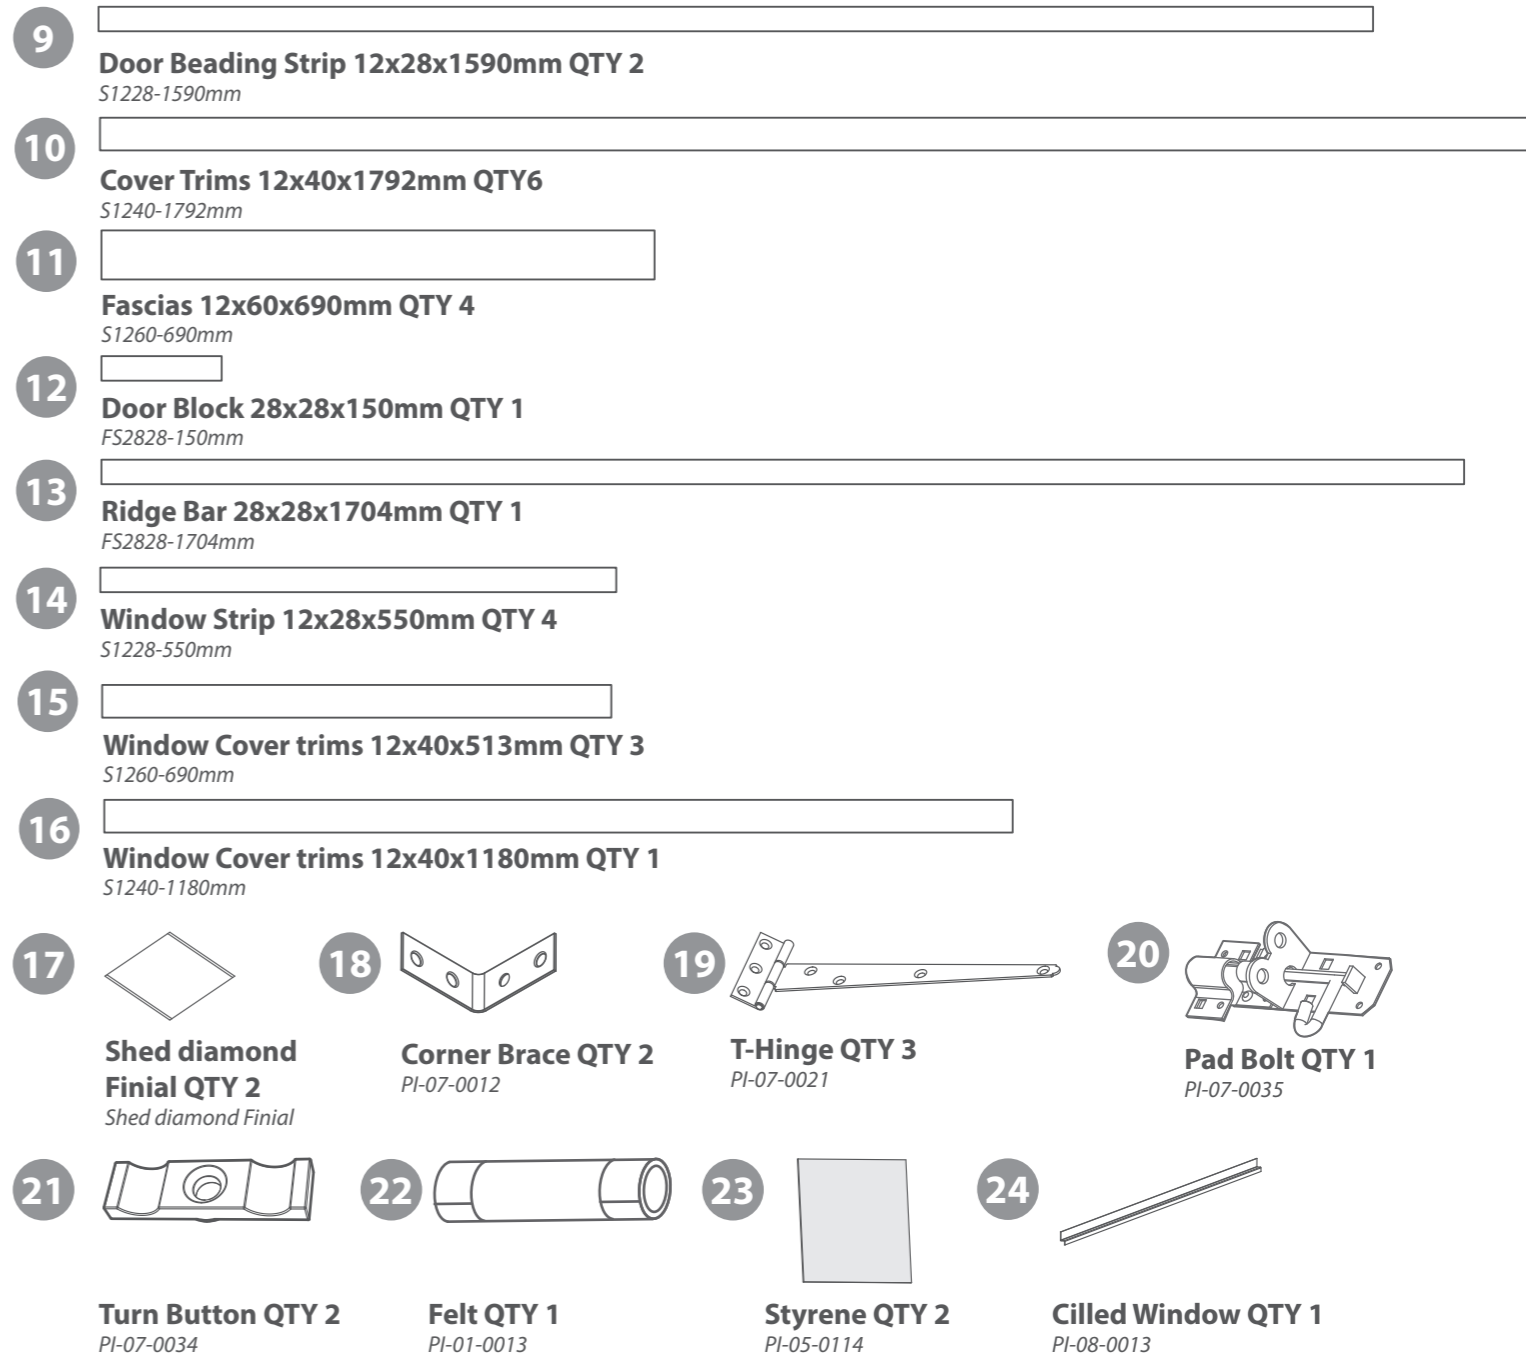 9
Door Beading Strip 12x28x1590mm QTY 2
S1228-1590mm
10
Cover Trims 12x40x1792mm QTY6
S1240-1792mm
11
Fascias 12x60x690mm QTY 4
S1260-690mm
12
Door Block 28x28x150mm QTY 1
FS2828-150mm
13
Ridge Bar 28x28x1704mm QTY 1
FS2828-1704mm
14
Window Strip 12x28x550mm QTY 4
S1228-550mm
15
Window Cover trims 12x40x513mm QTY 3
S1260-690mm
16
Window Cover trims 12x40x1180mm QTY 1
S1240-1180mm
17
Shed diamond
Finial QTY 2
Shed diamond Finial
18
Corner Brace QTY 2
PI-07-0012
19
T-Hinge QTY 3
PI-07-0021
20
Pad Bolt QTY 1
PI-07-0035
21
Turn Button QTY 2
PI-07-0034
22
Felt QTY 1
PI-01-0013
23
Styrene QTY 2
PI-05-0114
24
Cilled Window QTY 1
PI-08-0013